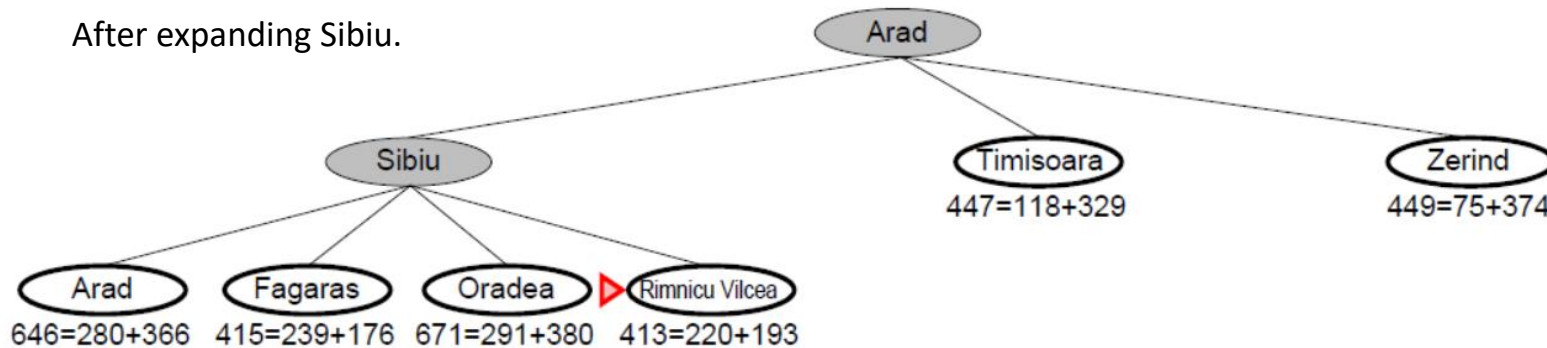 After expanding Sibiu.
Arad
Sibiu
Timisoara
Zerind
447=118+329
449=75+374
Arad
Fagaras
Oradea
Rimnicu Vilcea
646=280+366
415=239+176
671=291+380
413=220+193